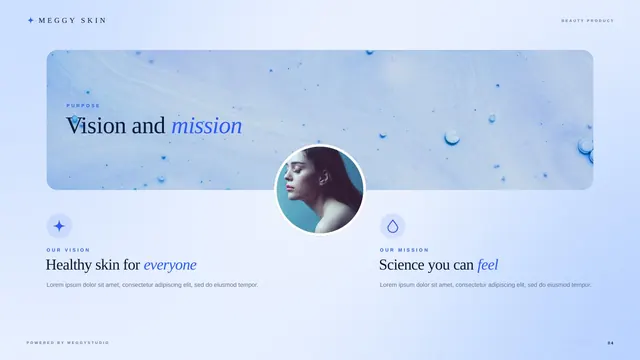 MEGGY SKIN
BEAUTY PRODUCT
PURPOSE
Vision and mission
OUR VISION
Healthy skin for everyone
Lorem ipsum dolor sit amet, consectetur adipiscing elit, sed do eiusmod tempor.
OUR MISSION
Science you can feel
Lorem ipsum dolor sit amet, consectetur adipiscing elit, sed do eiusmod tempor.
POWERED BY MEGGYSTUDIO
04